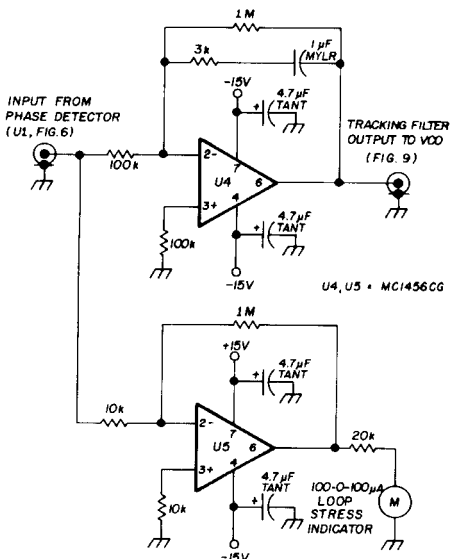 1M
3k
1µF
MYLR
-15V
4.7µF
TANT
INPUT FROM
PHASE DETECTOR
(U1, FIG.6)
TRACKING FILTER
OUTPUT TO VCO
(FIG. 9)
100k
2-
7
U4
6
3+
4
4.7µF
TANT
100k
-15V
U4, U5 = MC1456CG
1M
+15V
4.7µF
TANT
10k
2-
7
U5
6
20k
3+
4
4.7µF
TANT
100-0-100µA
LOOP
STRESS
INDICATOR
M
10k
-15V